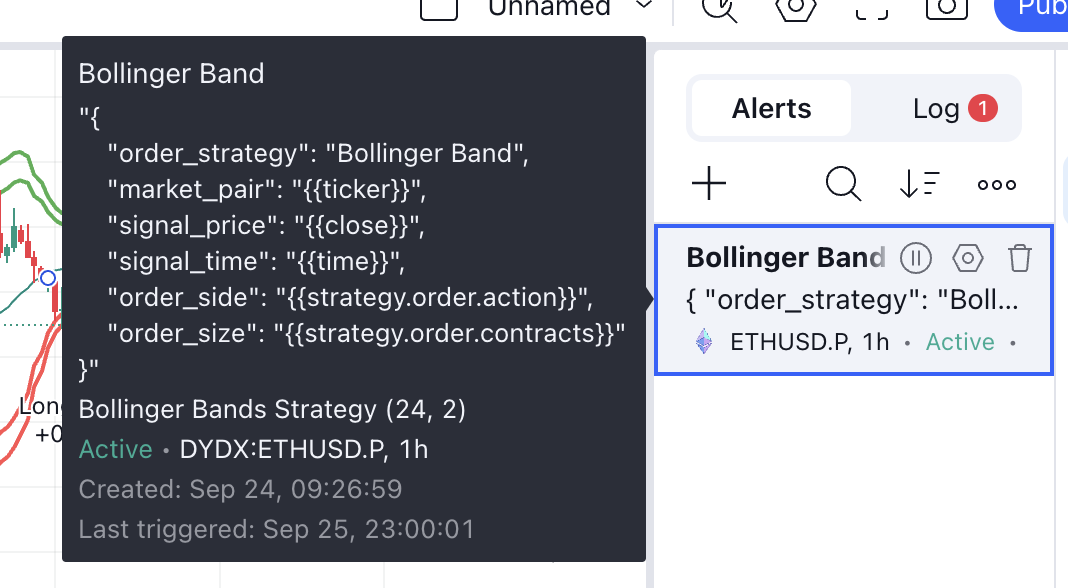 Unnamed
Pub
Bollinger Band
"{
"order_strategy": "Bollinger Band",
"market_pair": "{{ticker}}",
"signal_price": "{{close}}",
"signal_time": "{{time}}",
"order_side": "{{strategy.order.action}}",
"order_size": "{{strategy.order.contracts}}"
}"
Bollinger Bands Strategy (24, 2)
Active • DYDX:ETHUSD.P, 1h
Created: Sep 24, 09:26:59
Last triggered: Sep 25, 23:00:01
Lon
+0
Alerts
Log 1
Bollinger Band
{ "order_strategy": "Boll...
ETHUSD.P, 1h • Active •